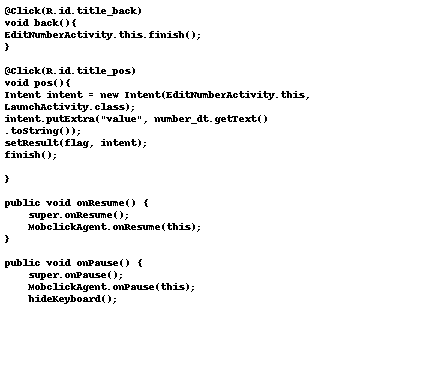 @Click(R.id.title_back)
void back(){
EditNumberActivity.this.finish();
}
@Click(R.id.title_pos)
void pos(){
Intent intent = new Intent(EditNumberActivity.this,
LaunchActivity.class);
intent.putExtra("value", number_dt.getText()
.toString());
setResult(flag, intent);
finish();
}
public void onResume() {
super.onResume();
MobclickAgent.onResume(this);
}
public void onPause() {
super.onPause();
MobclickAgent.onPause(this);
hideKeyboard();